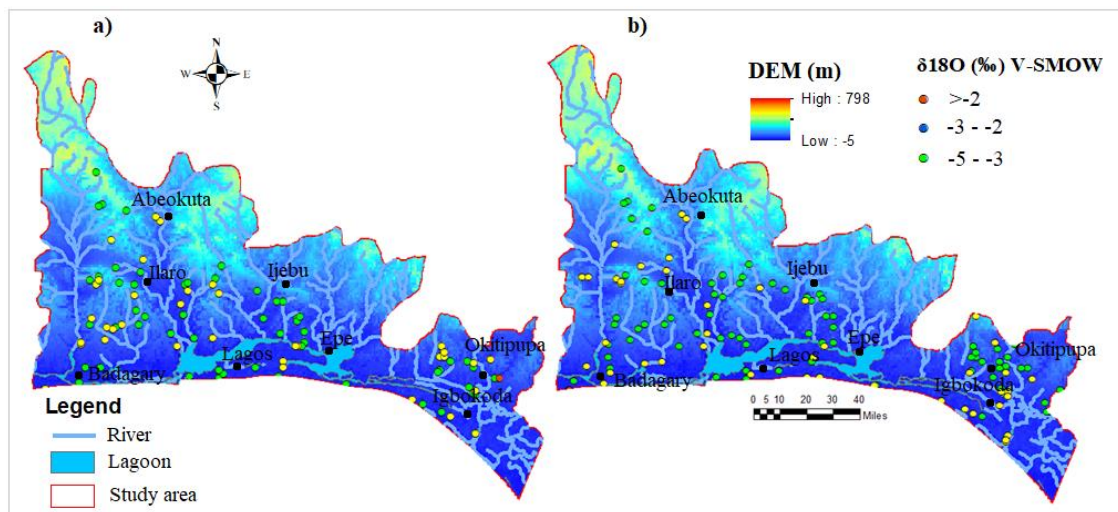 a)
N
W E
S
Abeokuta
Ilaro
Ijebu
Epe
Lagos
Badagary
Okitipupa
Igbokoda
Legend
River
Lagoon
Study area
b)
DEM (m)
High : 798
Low : -5
δ18O (‰) V-SMOW
>-2
-3 - -2
-5 - -3
Abeokuta
Ilaro
Ijebu
Epe
Lagos
Badagary
Okitipupa
Igbokoda
0 5 10 20 30 40
Miles